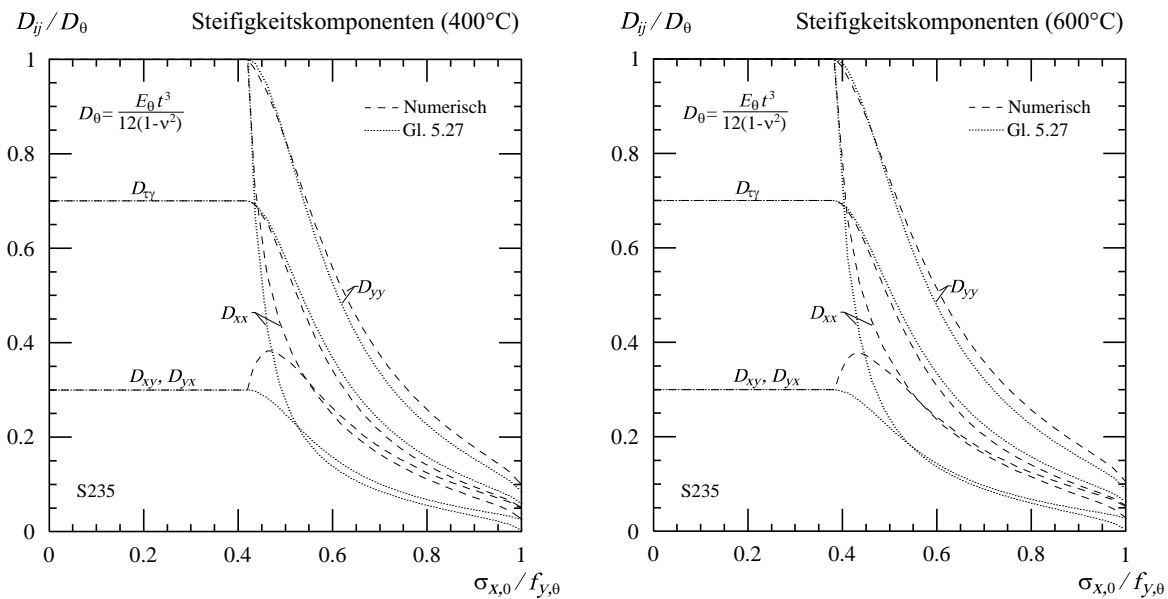 D_ij / D_θ
Steifigkeitskomponenten (400°C)
1
0.8
0.6
0.4
0.2
0
D_θ = E_θ t³ / 12(1-ν²)
Numerisch
Gl. 5.27
D_τγ
D_yy
D_xx
D_xy, D_yx
S235
0 0.2 0.4 0.6 0.8 1
σ_x,0 / f_y,θ
D_ij / D_θ
Steifigkeitskomponenten (600°C)
1
0.8
0.6
0.4
0.2
0
D_θ = E_θ t³ / 12(1-ν²)
Numerisch
Gl. 5.27
D_τγ
D_yy
D_xx
D_xy, D_yx
S235
0 0.2 0.4 0.6 0.8 1
σ_x,0 / f_y,θ